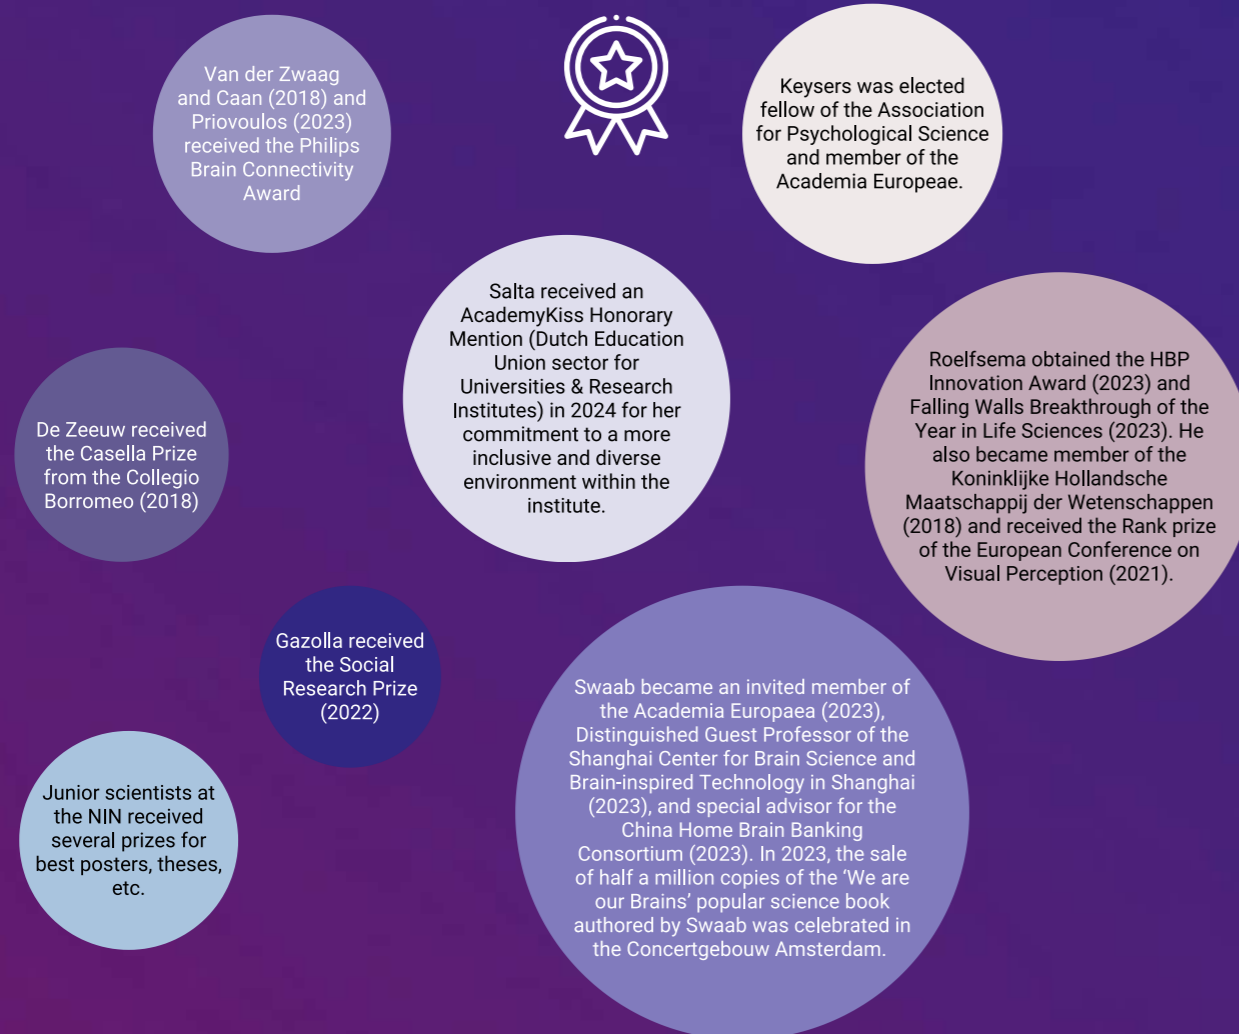 Van der Zwaag
and Caan (2018) and
Priovoulos (2023)
received the Philips
Brain Connectivity
Award
Keysers was elected
fellow of the Association
for Psychological Science
and member of the
Academia Europeae.
Salta received an
AcademyKiss Honorary
Mention (Dutch Education
Union sector for
Universities & Research
Institutes) in 2024 for her
commitment to a more
inclusive and diverse
environment within the
institute.
Roelfsema obtained the HBP
Innovation Award (2023) and
Falling Walls Breakthrough of the
Year in Life Sciences (2023). He
also became member of the
Koninklijke Hollandsche
Maatschappij der Wetenschappen
(2018) and received the Rank prize
of the European Conference on
Visual Perception (2021).
De Zeeuw received
the Casella Prize
from the Collegio
Borromeo (2018)
Gazolla received
the Social
Research Prize
(2022)
Swaab became an invited member of
the Academia Europaea (2023),
Distinguished Guest Professor of the
Shanghai Center for Brain Science and
Brain-inspired Technology in Shanghai
(2023), and special advisor for the
China Home Brain Banking
Consortium (2023). In 2023, the sale
of half a million copies of the ‘We are
our Brains’ popular science book
authored by Swaab was celebrated in
the Concertgebouw Amsterdam.
Junior scientists at
the NIN received
several prizes for
best posters, theses,
etc.